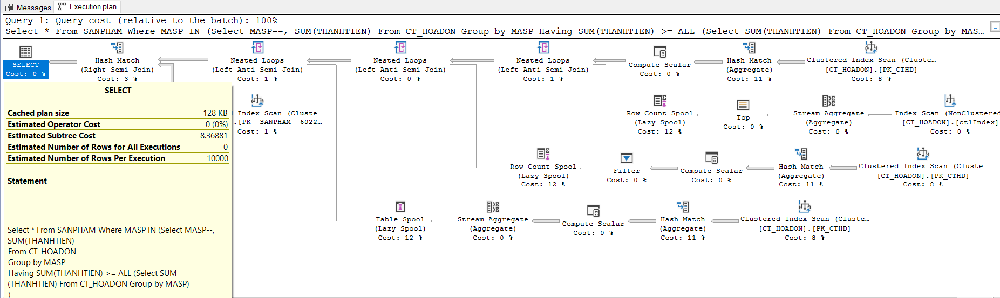 Messages Execution plan
Query 1: Query cost (relative to the batch): 100%
Select * From SANPHAM Where MASP IN (Select MASP--, SUM(THANHTIEN) From CT_HOADON Group by MASP Having SUM(THANHTIEN) >= ALL (Select SUM(THANHTIEN) From CT_HOADON Group by MAS...
SELECT
Cost: 0 %
Hash Match
(Right Semi Join)
Cost: 3 %
Nested Loops
(Left Anti Semi Join)
Cost: 1 %
Nested Loops
(Left Anti Semi Join)
Cost: 0 %
Nested Loops
(Left Anti Semi Join)
Cost: 1 %
Compute Scalar
Cost: 0 %
Hash Match
(Aggregate)
Cost: 11 %
Clustered Index Scan (Cluste...
[CT_HOADON].[PK_CTHD]
Cost: 8 %
Index Scan (Cluste...
.[PK__SANPHAM__6022...
Cost: 1 %
Row Count Spool
(Lazy Spool)
Cost: 12 %
Top
Cost: 0 %
Stream Aggregate
(Aggregate)
Cost: 0 %
Index Scan (NonClustered
[CT_HOADON].[ct1Index]
Cost: 0 %
Row Count Spool
(Lazy Spool)
Cost: 12 %
Filter
Cost: 0 %
Compute Scalar
Cost: 0 %
Hash Match
(Aggregate)
Cost: 11 %
Clustered Index Scan (Cluste...
[CT_HOADON].[PK_CTHD]
Cost: 8 %
Table Spool
(Lazy Spool)
Cost: 12 %
Stream Aggregate
(Aggregate)
Cost: 0 %
Compute Scalar
Cost: 0 %
Hash Match
(Aggregate)
Cost: 11 %
Clustered Index Scan (Cluste...
[CT_HOADON].[PK_CTHD]
Cost: 8 %
SELECT
Cached plan size 128 KB
Estimated Operator Cost 0 (0%)
Estimated Subtree Cost 8.36881
Estimated Number of Rows for All Executions 0
Estimated Number of Rows Per Execution 10000
Statement
Select * From SANPHAM Where MASP IN (Select MASP--,
SUM(THANHTIEN)
From CT_HOADON
Group by MASP
Having SUM(THANHTIEN) >= ALL (Select SUM
(THANHTIEN) From CT_HOADON Group by MASP)
)